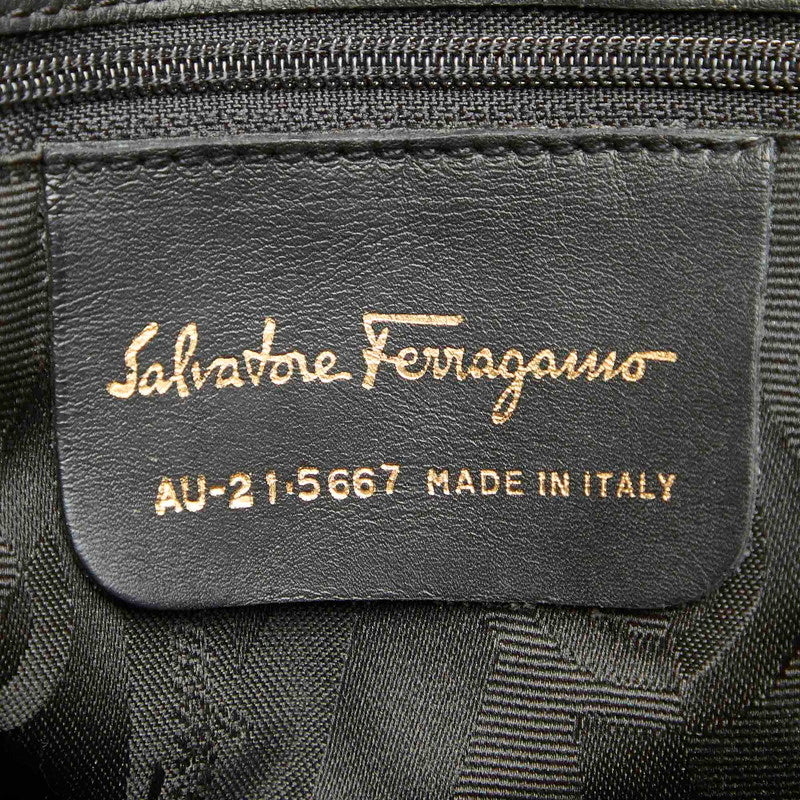 Salvatore Ferragamo
AU-21·5667 MADE IN ITALY